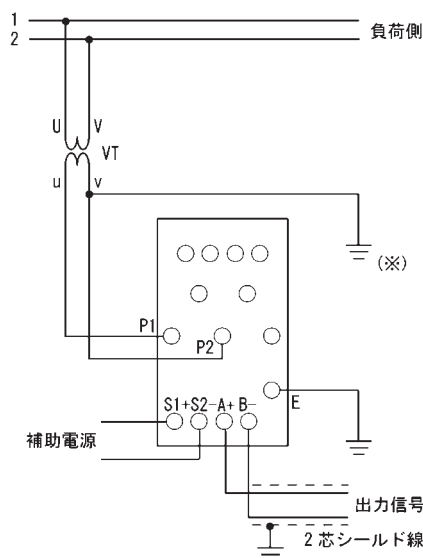 1
2
負荷側
U V
VT
u v
(※)
P1
P2
E
S1+S2-A+ B-
補助電源
出力信号
2芯シールド線